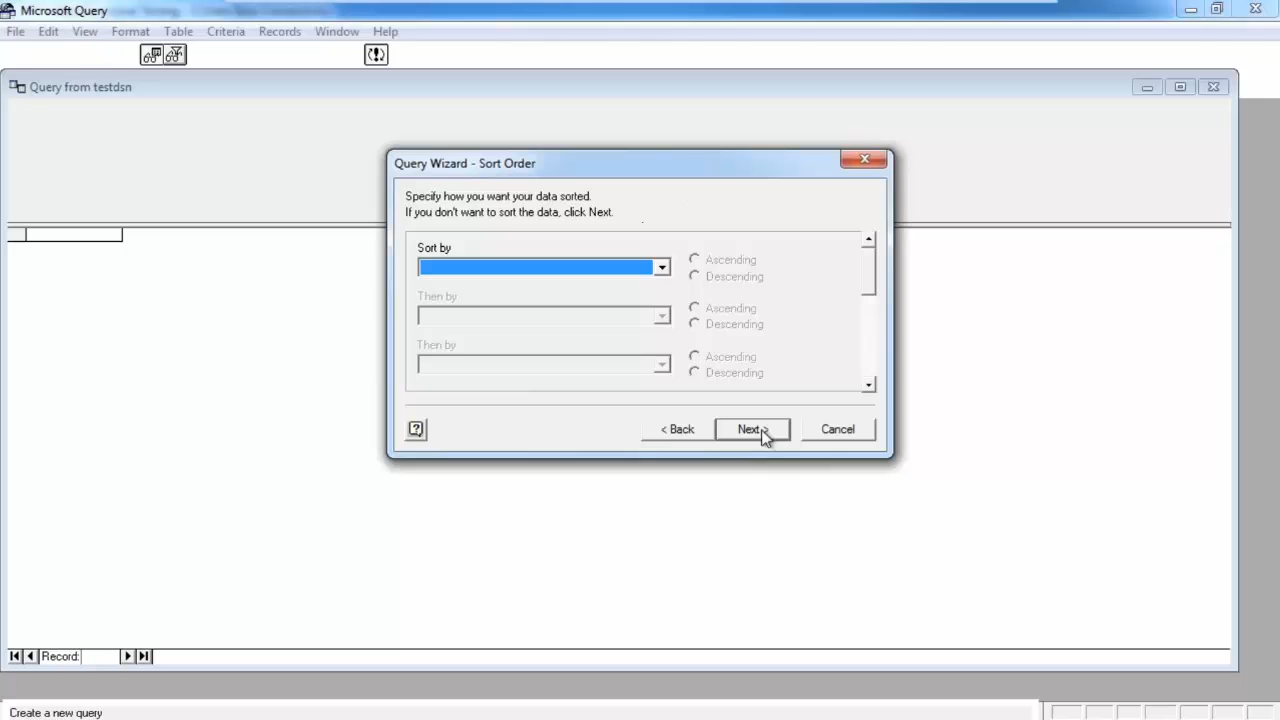 Microsoft Query
File Edit View Format Table Criteria Records Window Help
Query from testdsn
Query Wizard - Sort Order
Specify how you want your data sorted.
If you don't want to sort the data, click Next.
Sort by
Ascending
Descending
Then by
Ascending
Descending
Then by
Ascending
Descending
< Back Next > Cancel
Record:
Create a new query